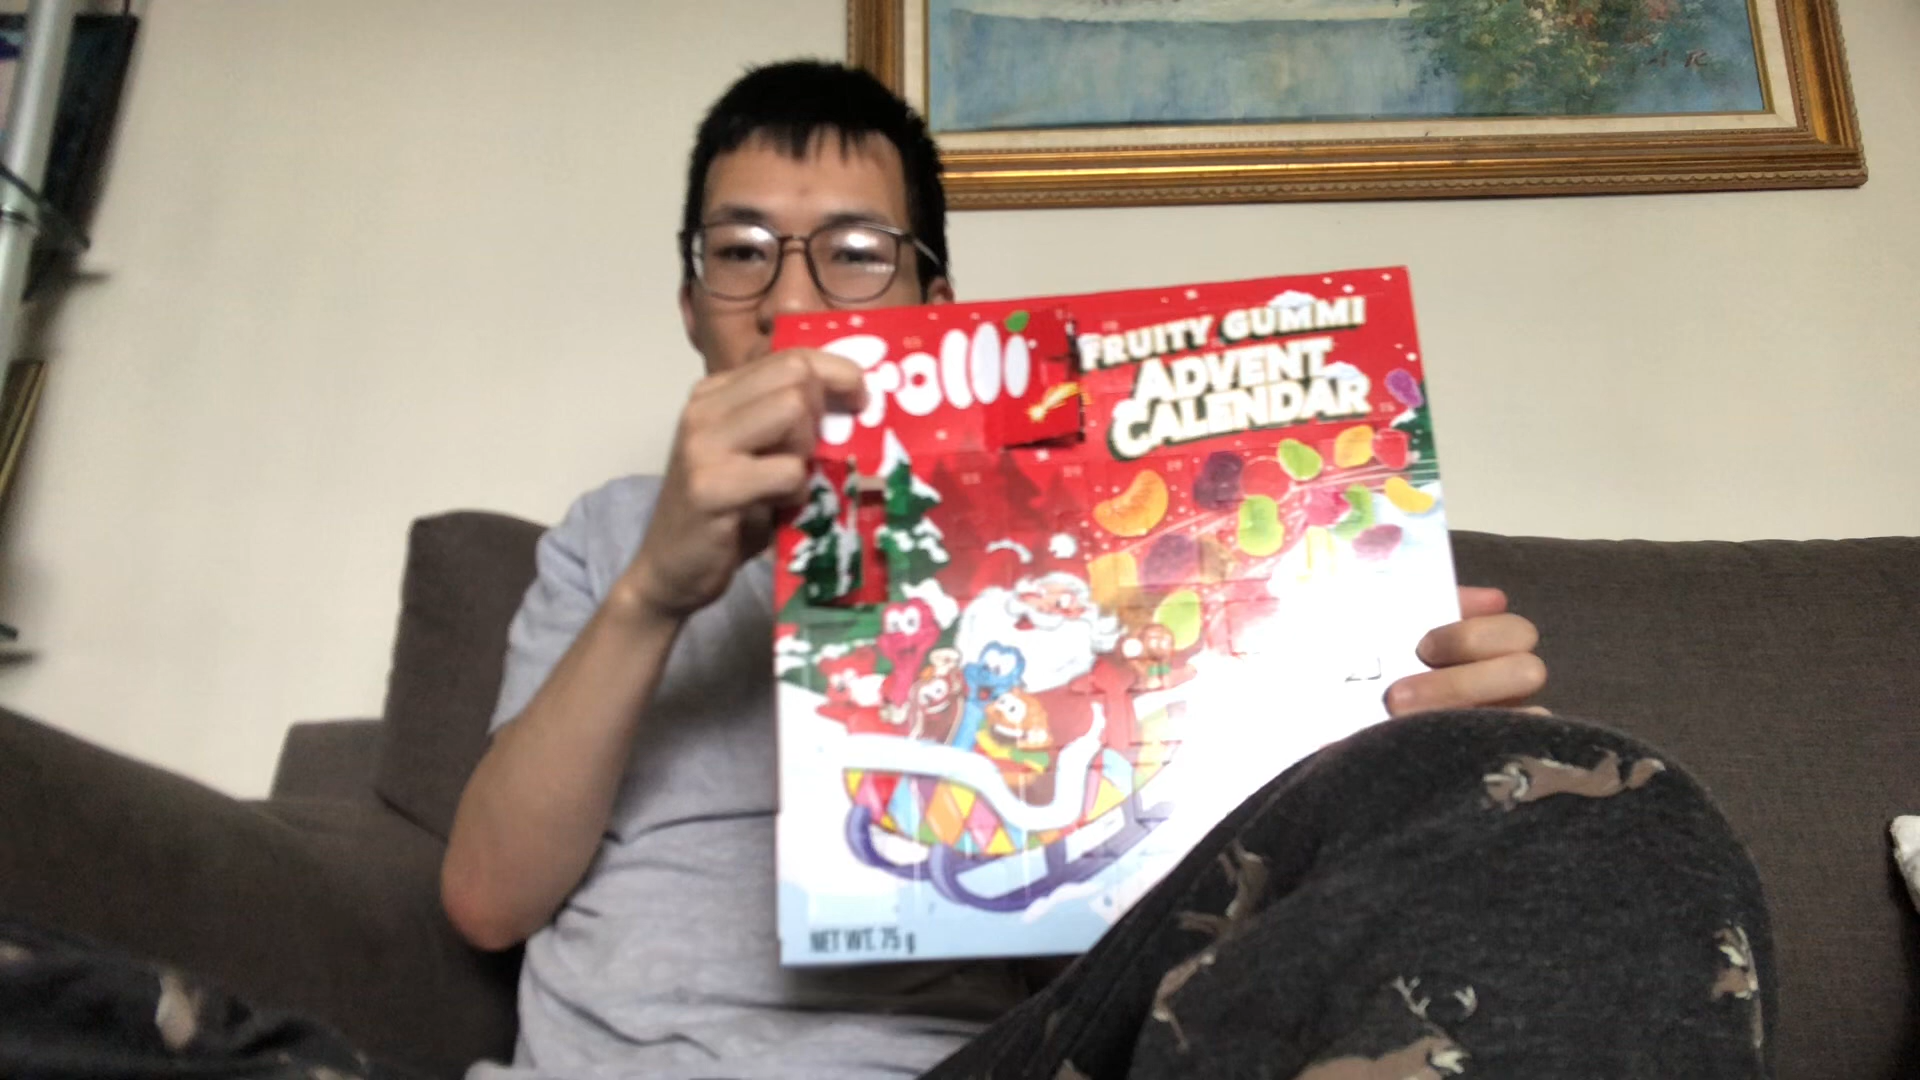 Trolli
FRUITY GUMMI
ADVENT
CALENDAR
NET WT. 75 g